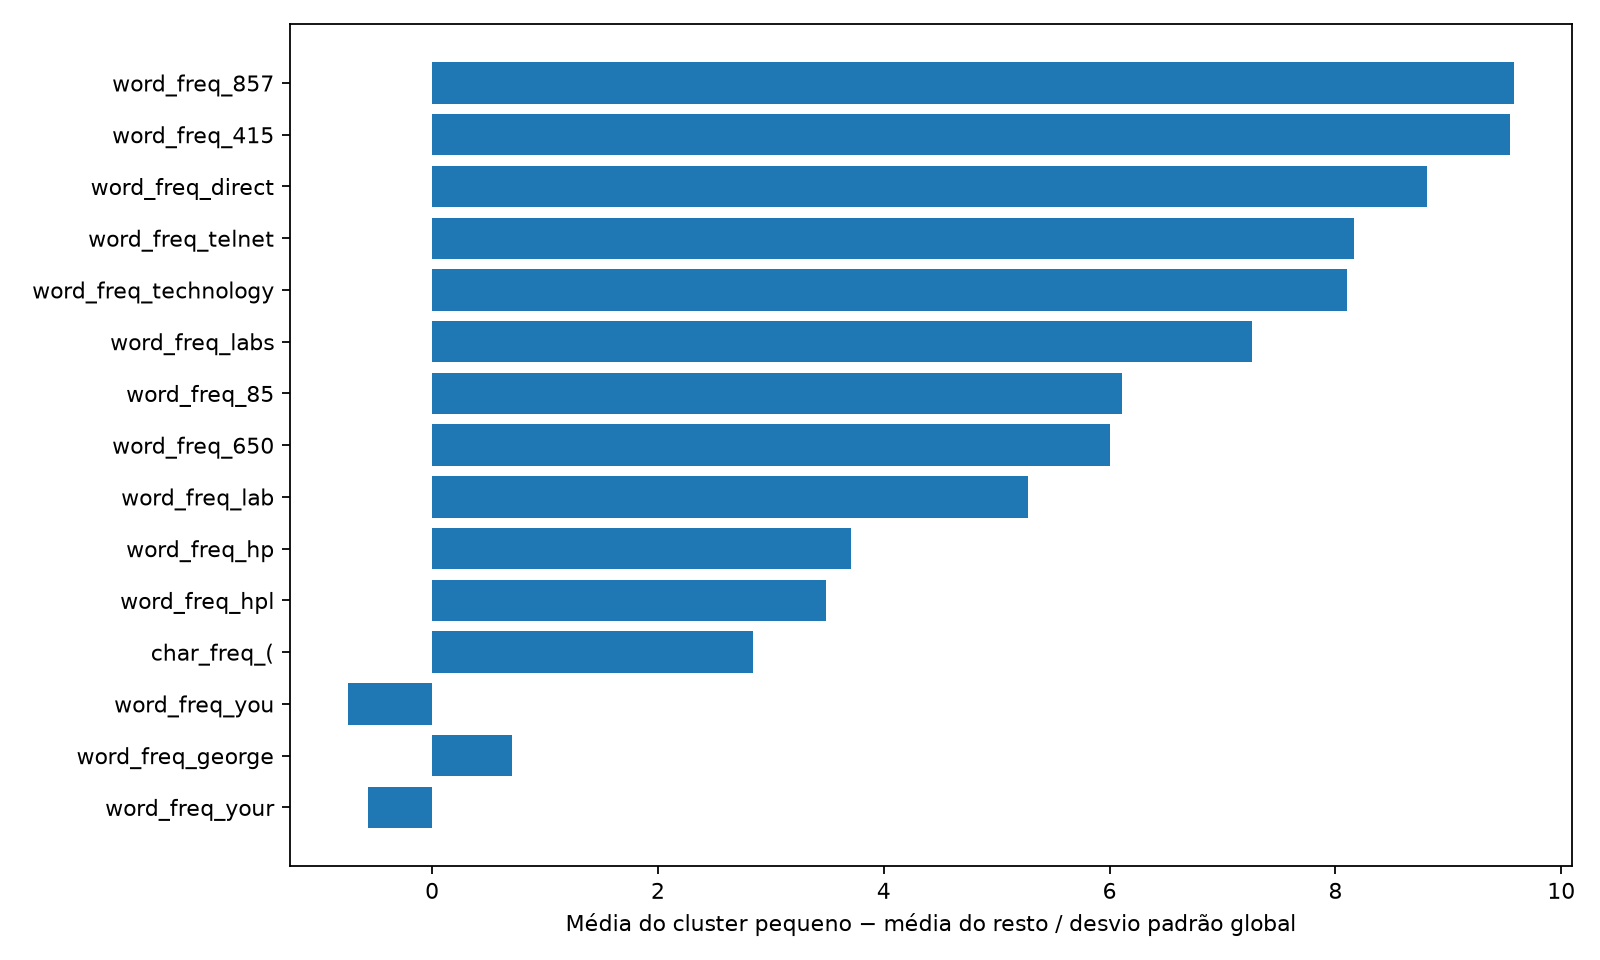 word_freq_857
word_freq_415
word_freq_direct
word_freq_telnet
word_freq_technology
word_freq_labs
word_freq_85
word_freq_650
word_freq_lab
word_freq_hp
word_freq_hpl
char_freq_(
word_freq_you
word_freq_george
word_freq_your
0 2 4 6 8 10
Média do cluster pequeno − média do resto / desvio padrão global